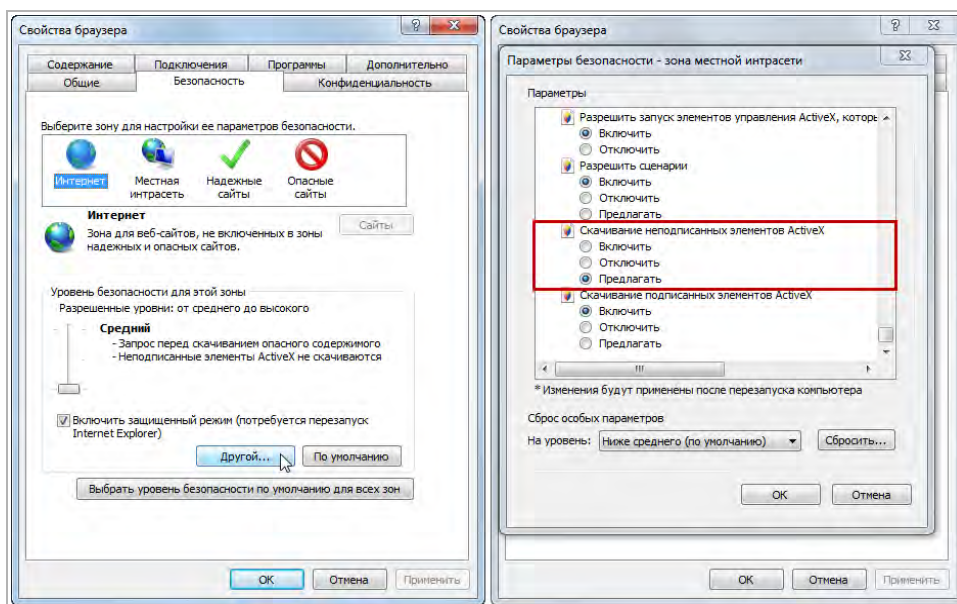 Свойства браузера
Содержание Подключения Программы Дополнительно
Общие Безопасность Конфиденциальность
Выберите зону для настройки ее параметров безопасности.
Интернет Местная интрасеть Надежные сайты Опасные сайты
Интернет
Сайты
Зона для веб-сайтов, не включенных в зоны
надежных и опасных сайтов.
Уровень безопасности для этой зоны
Разрешенные уровни: от среднего до высокого
Средний
- Запрос перед скачиванием опасного содержимого
- Неподписанные элементы ActiveX не скачиваются
Включить защищенный режим (потребуется перезапуск
Internet Explorer)
Другой... По умолчанию
Выбрать уровень безопасности по умолчанию для всех зон
OK Отмена Применить
Свойства браузера
Параметры безопасности - зона местной интрасети
Параметры
Разрешить запуск элементов управления ActiveX, которь
Включить
Отключить
Разрешить сценарии
Включить
Отключить
Предлагать
Скачивание неподписанных элементов ActiveX
Включить
Отключить
Предлагать
Скачивание подписанных элементов ActiveX
Включить
Отключить
Предлагать
* Изменения будут применены после перезапуска компьютера
Сброс особых параметров
На уровень: Ниже среднего (по умолчанию) Сбросить...
OK Отмена
OK Отмена Применить